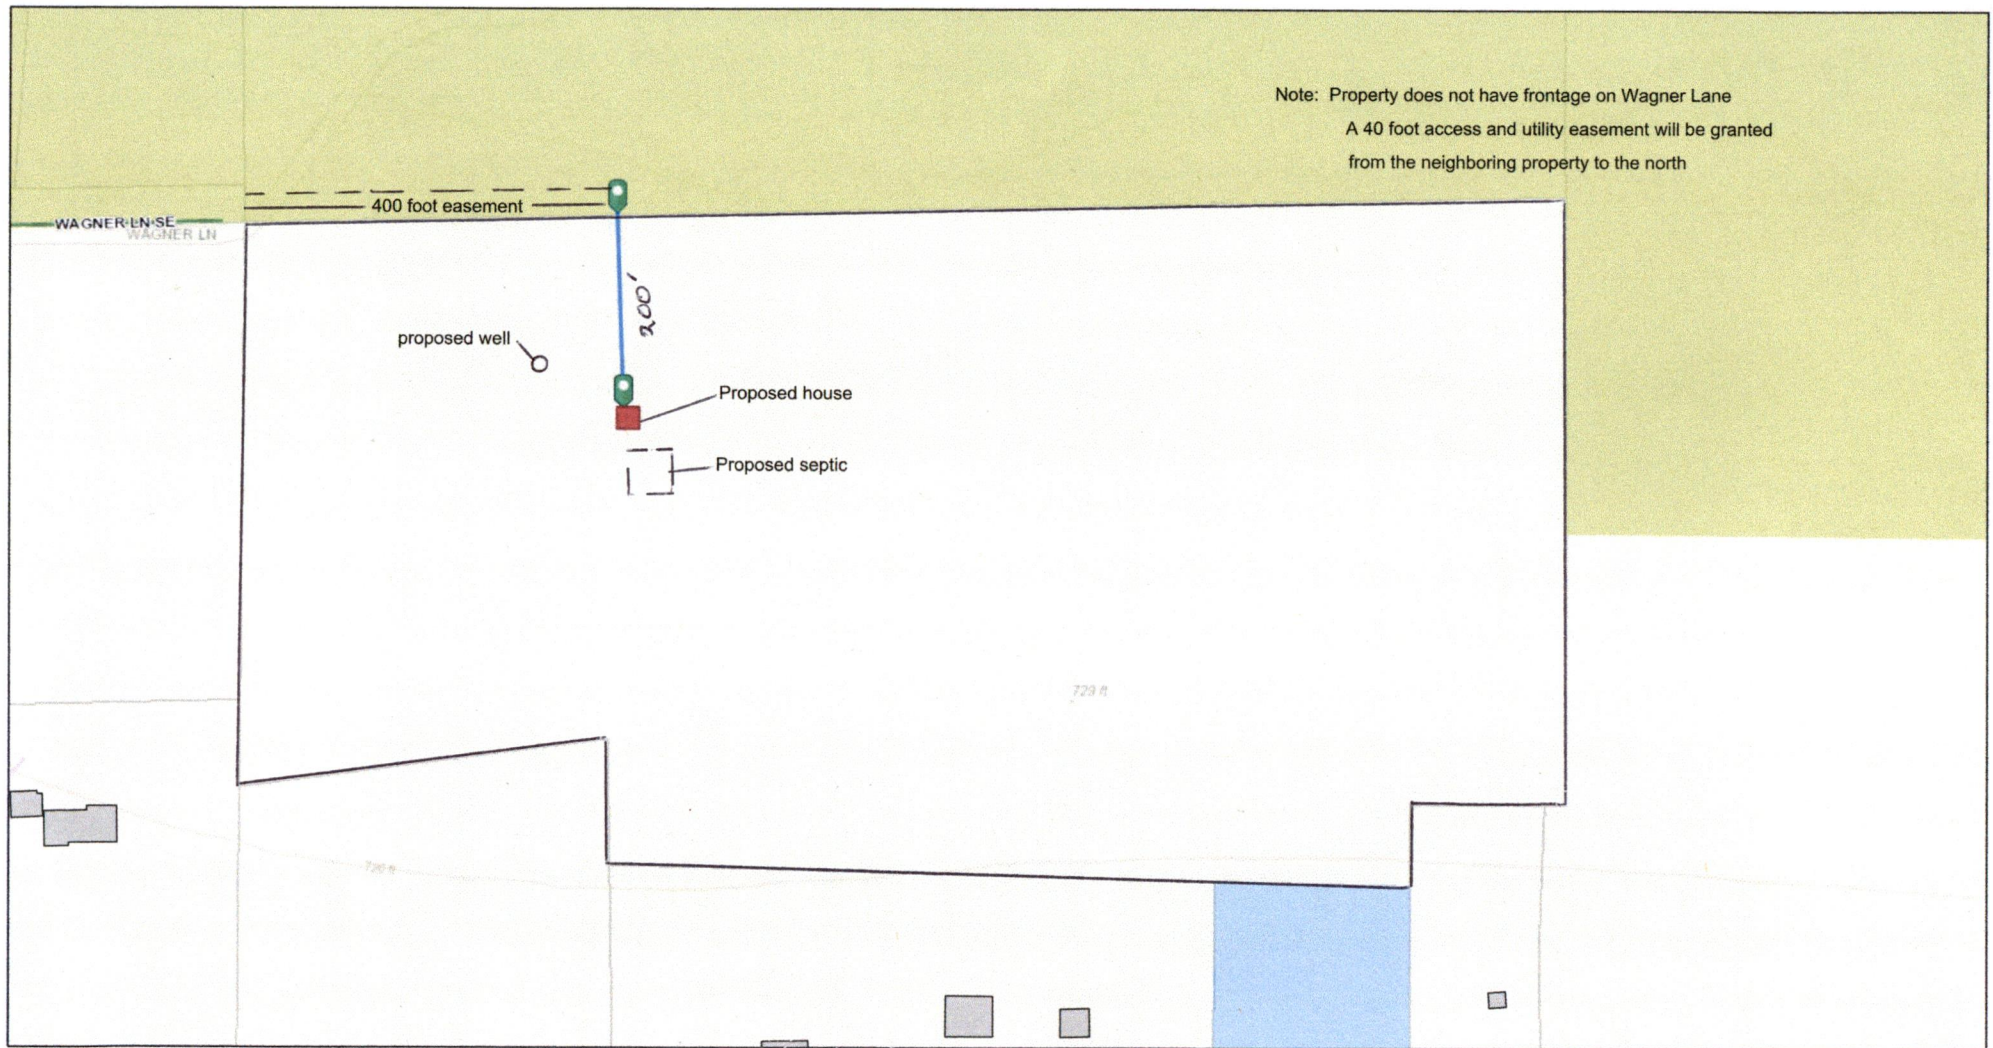 Note: Property does not have frontage on Wagner Lane
A 40 foot access and utility easement will be granted
from the neighboring property to the north
400 foot easement
WAGNER LN SE
WAGNER LN
200'
proposed well
Proposed house
Proposed septic
729 ft